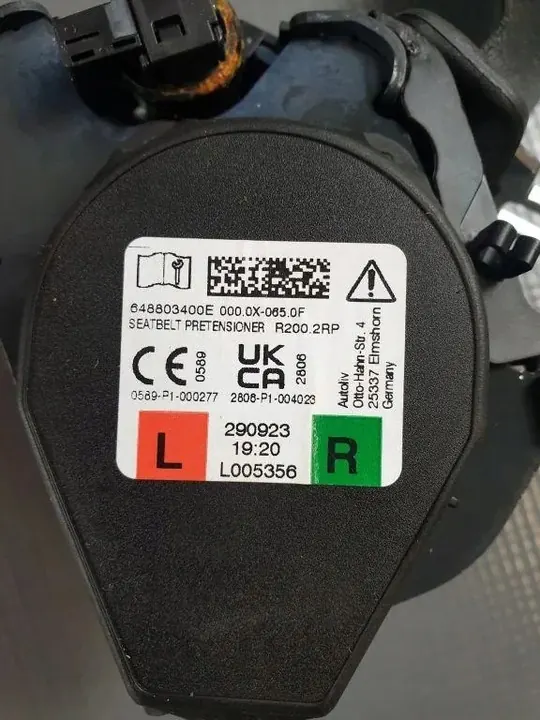 648803400E 000.0X-065.0F
SEATBELT PRETENSIONER R200.2RP
CE 0589
UK
CA 2806
0589-P1-000277 2806-P1-004023
Autoliv
Otto-Hahn-Str. 4
25337 Elmshorn
Germany
L
290923
19:20
L005356
R